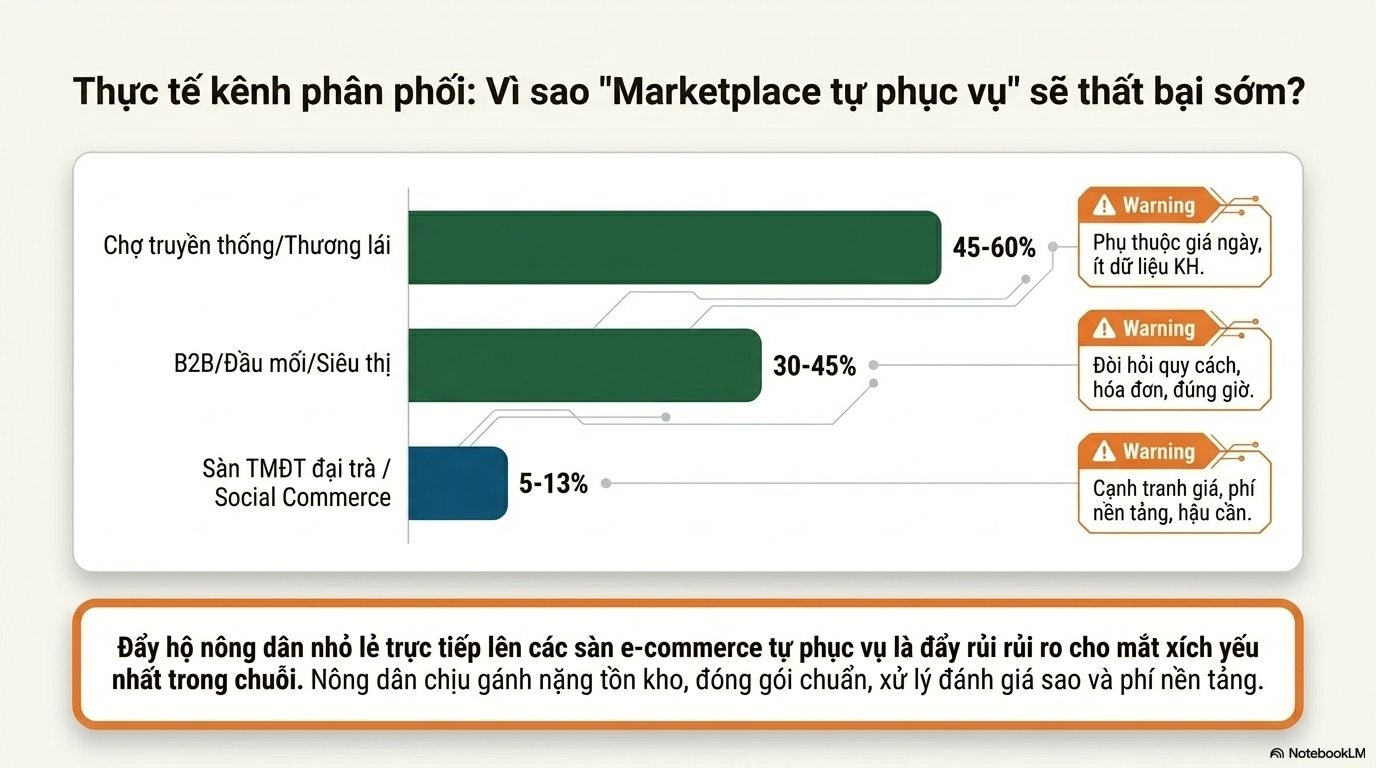 Thực tế kênh phân phối: Vì sao "Marketplace tự phục vụ" sẽ thất bại sớm?
Chợ truyền thống/Thương lái
45-60%
Warning
Phụ thuộc giá ngày,
ít dữ liệu KH.
B2B/Đầu mối/Siêu thị
30-45%
Warning
Đòi hỏi quy cách,
hóa đơn, đúng giờ.
Sàn TMĐT đại trà /
Social Commerce
5-13%
Warning
Cạnh tranh giá, phí
nền tảng, hậu cần.
Đẩy hộ nông dân nhỏ lẻ trực tiếp lên các sàn e-commerce tự phục vụ là đẩy rủi rủi ro cho mắt xích yếu
nhất trong chuỗi. Nông dân chịu gánh nặng tồn kho, đóng gói chuẩn, xử lý đánh giá sao và phí nền tảng.
NotebookLM